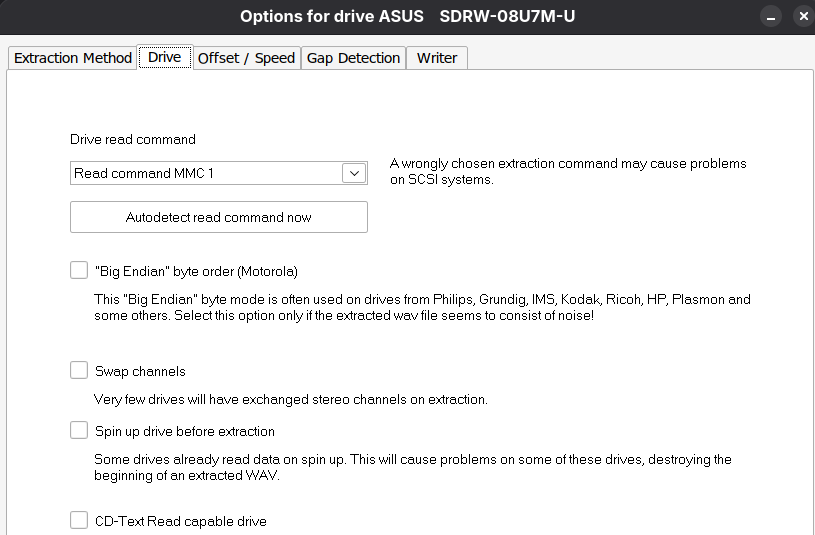 Options for drive ASUS    SDRW-08U7M-U
Extraction Method
Drive
Offset / Speed
Gap Detection
Writer
Drive read command
Read command MMC 1
A wrongly chosen extraction command may cause problems
on SCSI systems.
Autodetect read command now
"Big Endian" byte order (Motorola)
This "Big Endian" byte mode is often used on drives from Philips, Grundig, IMS, Kodak, Ricoh, HP, Plasmon and
some others. Select this option only if the extracted wav file seems to consist of noise!
Swap channels
Very few drives will have exchanged stereo channels on extraction.
Spin up drive before extraction
Some drives already read data on spin up. This will cause problems on some of these drives, destroying the
beginning of an extracted WAV.
CD-Text Read capable drive